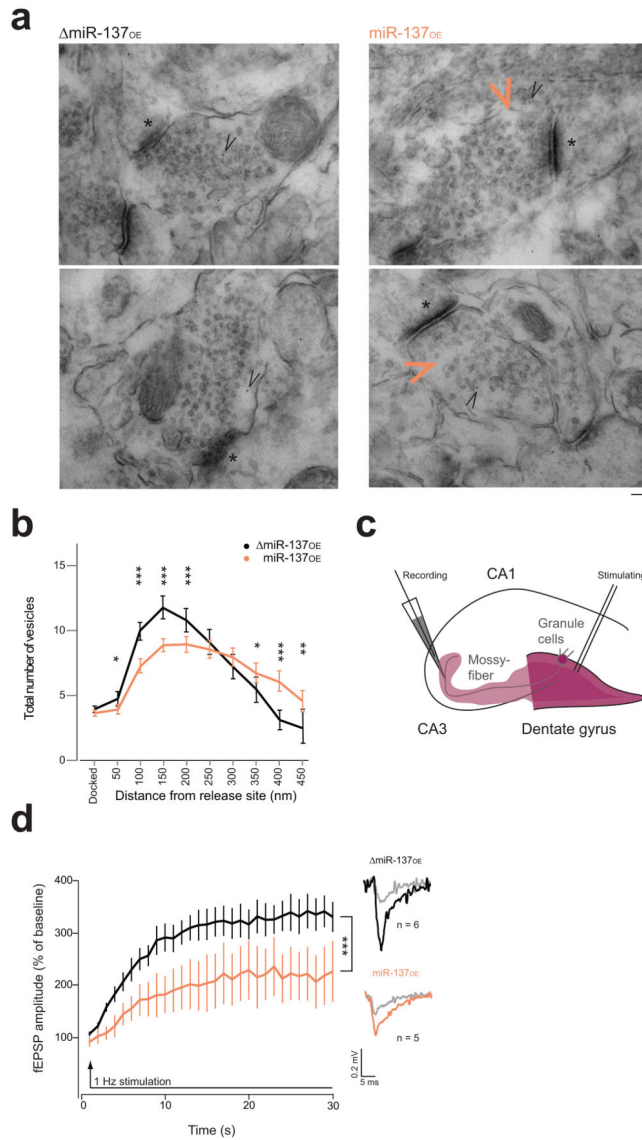 a
ΔmiR-137OE
miR-137OE
*
*
*
*
b
ΔmiR-137OE
miR-137OE
Total number of vesicles
15
10
5
0
*
***
***
***
*
***
**
Docked
50
100
150
200
250
300
350
400
450
Distance from release site (nm)
c
Recording
CA1
Stimulating
Granule
cells
Mossy-
fiber
CA3
Dentate gyrus
d
fEPSP amplitude (% of baseline)
400
300
200
100
***
1 Hz stimulation
0
10
20
30
Time (s)
ΔmiR-137OE
n = 6
miR-137OE
n = 5
0.2 mV
5 ms